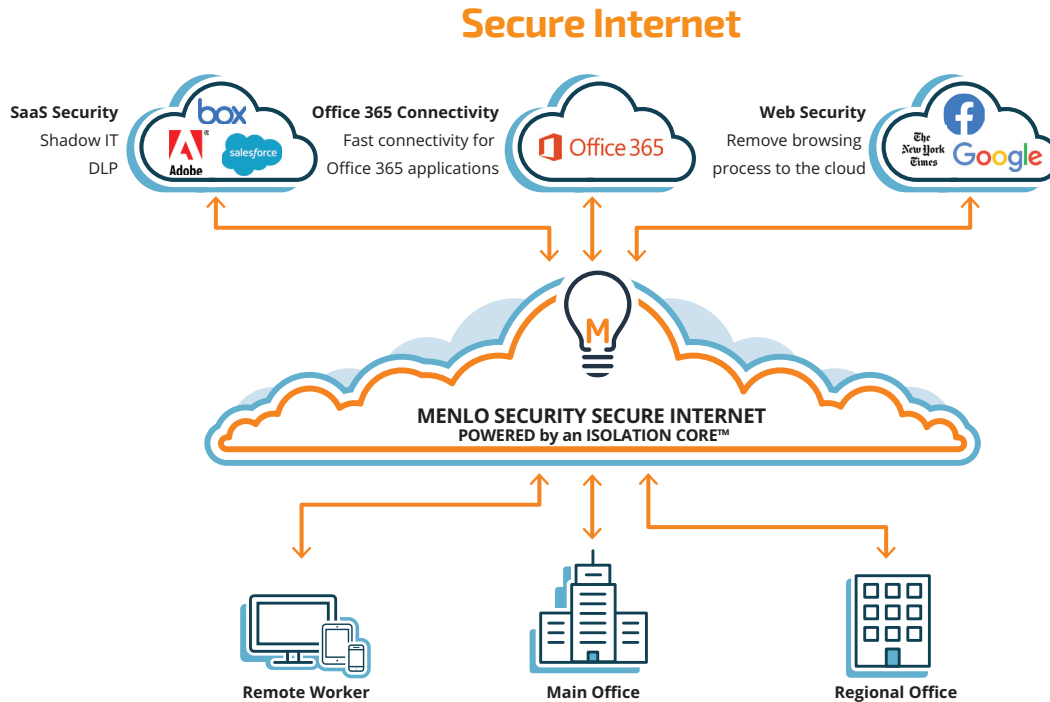 Secure Internet
SaaS Security
Shadow IT
DLP
box
Adobe
®
salesforce
Office 365 Connectivity
Fast connectivity for
Office 365 applications
Office 365
Web Security
Remove browsing
process to the cloud
The
New York
Times
Google
M
MENLO SECURITY SECURE INTERNET
POWERED by an ISOLATION CORE™
Remote Worker
Main Office
Regional Office